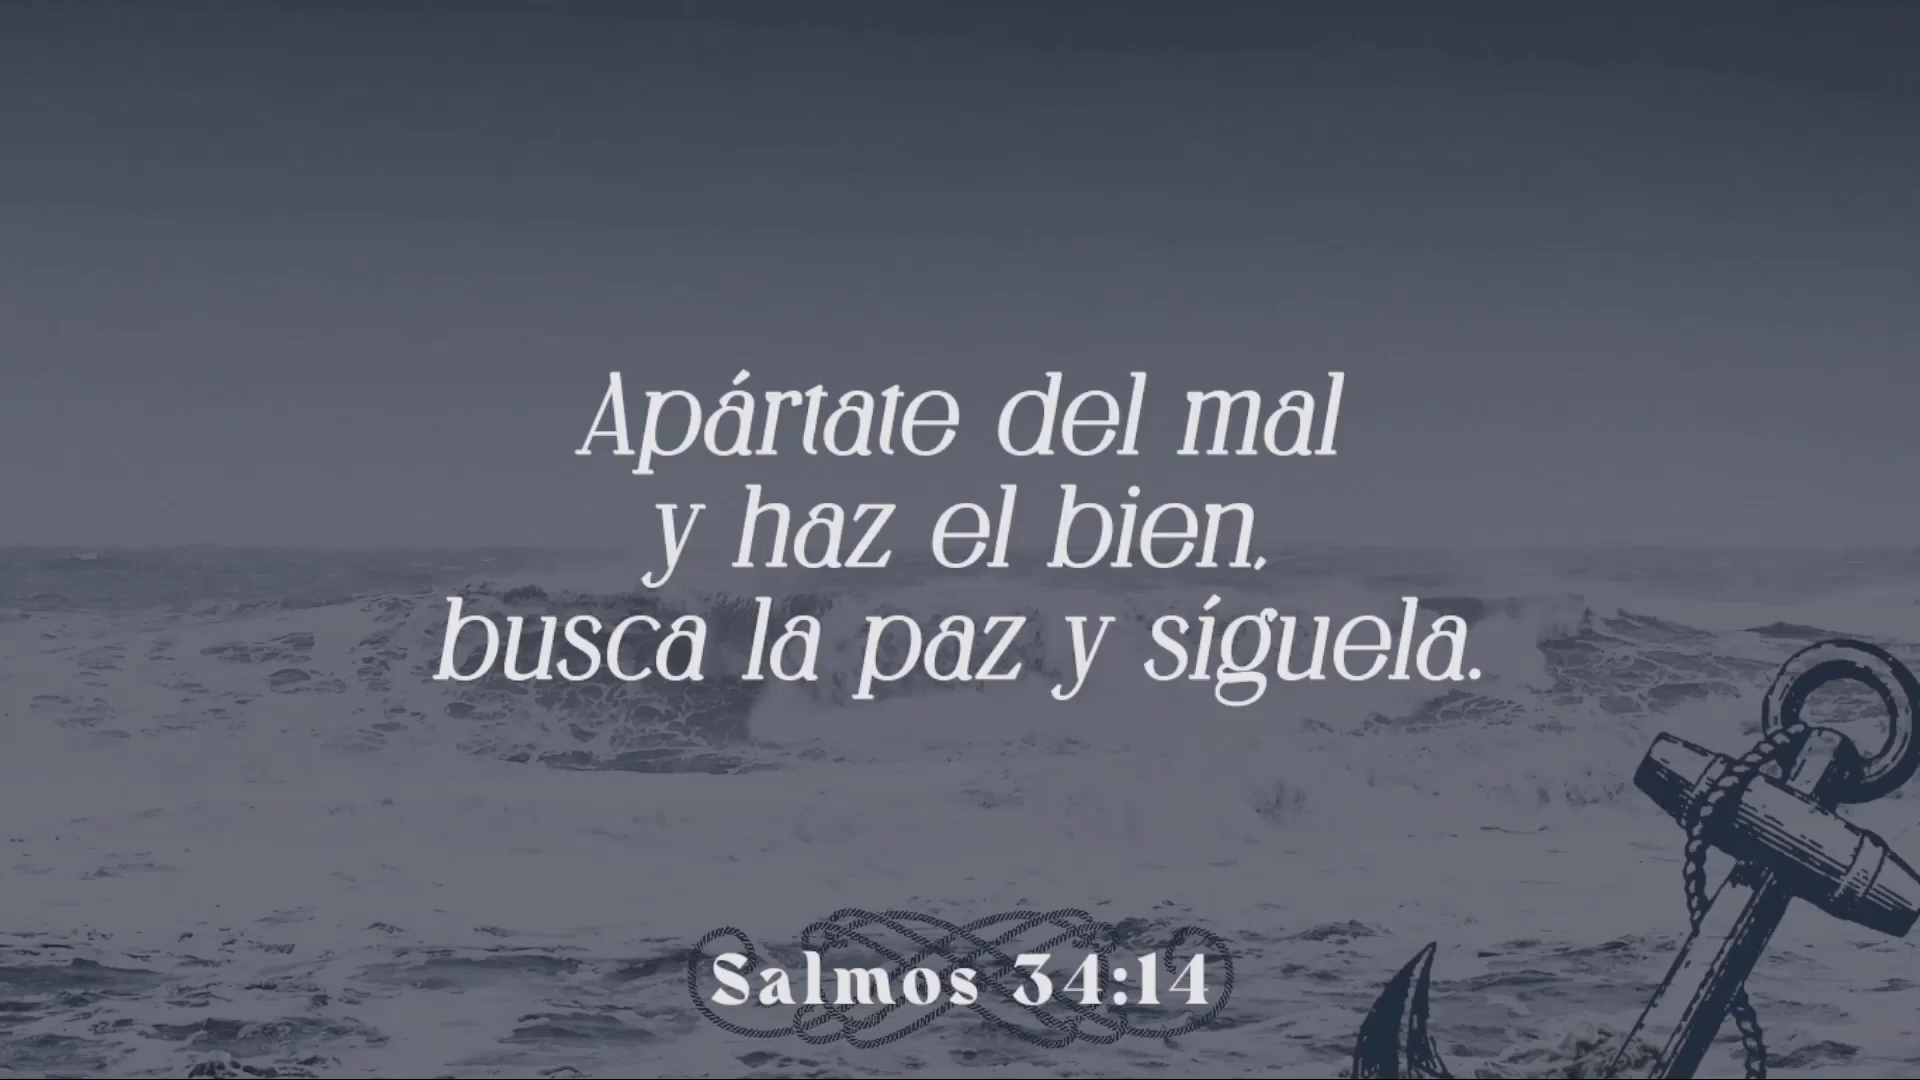 Apártate del mal
y haz el bien,
busca la paz y síguela.
Salmos 34:14